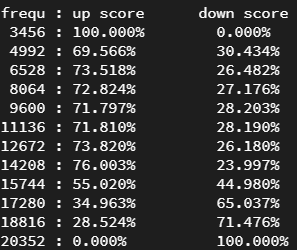 frequ : up score down score
3456 : 100.000% 0.000%
4992 : 69.566% 30.434%
6528 : 73.518% 26.482%
8064 : 72.824% 27.176%
9600 : 71.797% 28.203%
11136 : 71.810% 28.190%
12672 : 73.820% 26.180%
14208 : 76.003% 23.997%
15744 : 55.020% 44.980%
17280 : 34.963% 65.037%
18816 : 28.524% 71.476%
20352 : 0.000% 100.000%